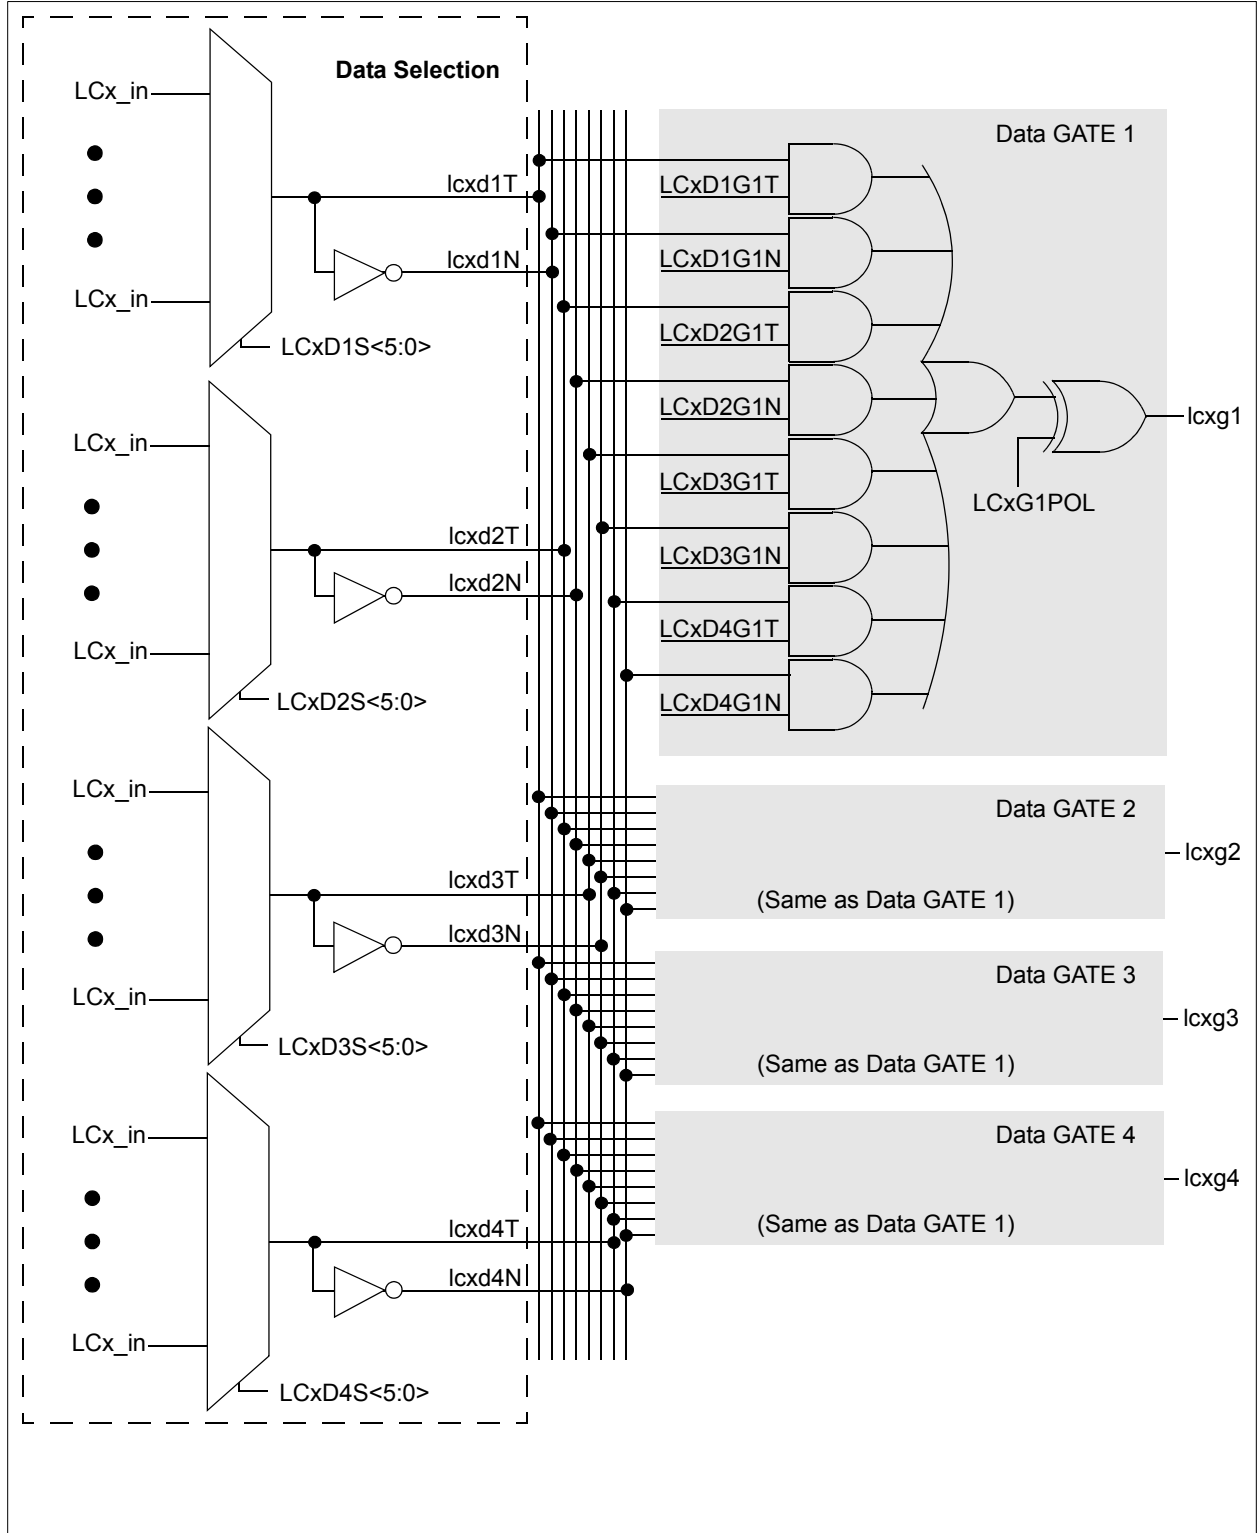 Data Selection
LCx_in
LCx_in
lcxd1T
lcxd1N
LCxD1S<5:0>
LCx_in
LCx_in
lcxd2T
lcxd2N
LCxD2S<5:0>
LCx_in
LCx_in
lcxd3T
lcxd3N
LCxD3S<5:0>
LCx_in
LCx_in
lcxd4T
lcxd4N
LCxD4S<5:0>
Data GATE 1
LCxD1G1T
LCxD1G1N
LCxD2G1T
LCxD2G1N
LCxD3G1T
LCxD3G1N
LCxD4G1T
LCxD4G1N
LCxG1POL
lcxg1
Data GATE 2
(Same as Data GATE 1)
lcxg2
Data GATE 3
(Same as Data GATE 1)
lcxg3
Data GATE 4
(Same as Data GATE 1)
lcxg4